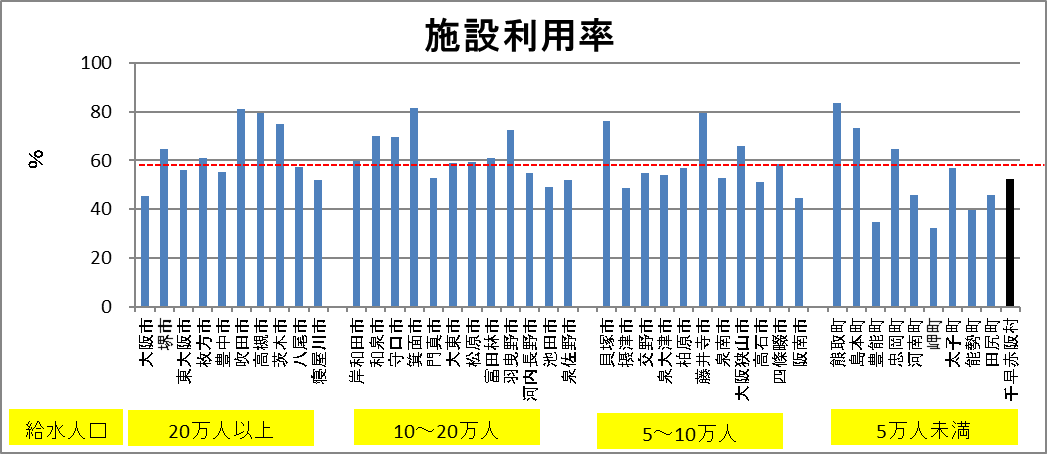 施設利用率
%
100
80
60
40
20
0
大阪市
堺市
東大阪市
枚方市
豊中市
吹田市
高槻市
茨木市
八尾市
寝屋川市
岸和田市
和泉市
守口市
箕面市
門真市
大東市
松原市
富田林市
羽曳野市
河内長野市
池田市
泉佐野市
貝塚市
摂津市
交野市
泉大津市
柏原市
藤井寺市
泉南市
大阪狭山市
高石市
四條畷市
阪南市
熊取町
島本町
豊能町
忠岡町
河南町
岬町
太子町
能勢町
田尻町
千早赤阪村
給水人口
20万人以上
10～20万人
5～10万人
5万人未満